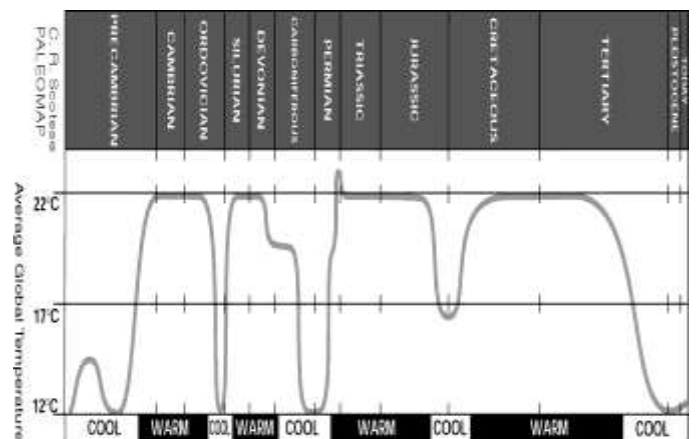 C. R. Scotese
PALEOMAP
PRECAMBRIAN
CAMBRIAN
ORDOVICIAN
SILURIAN
DEVONIAN
CARBONIFEROUS
PERMIAN
TRIASSIC
JURASSIC
CRETACEOUS
TERTIARY
PLEISTOCENE
TODAY
Average Global Temperature
22°C
17°C
12°C
COOL WARM COOL WARM COOL WARM COOL WARM COOL